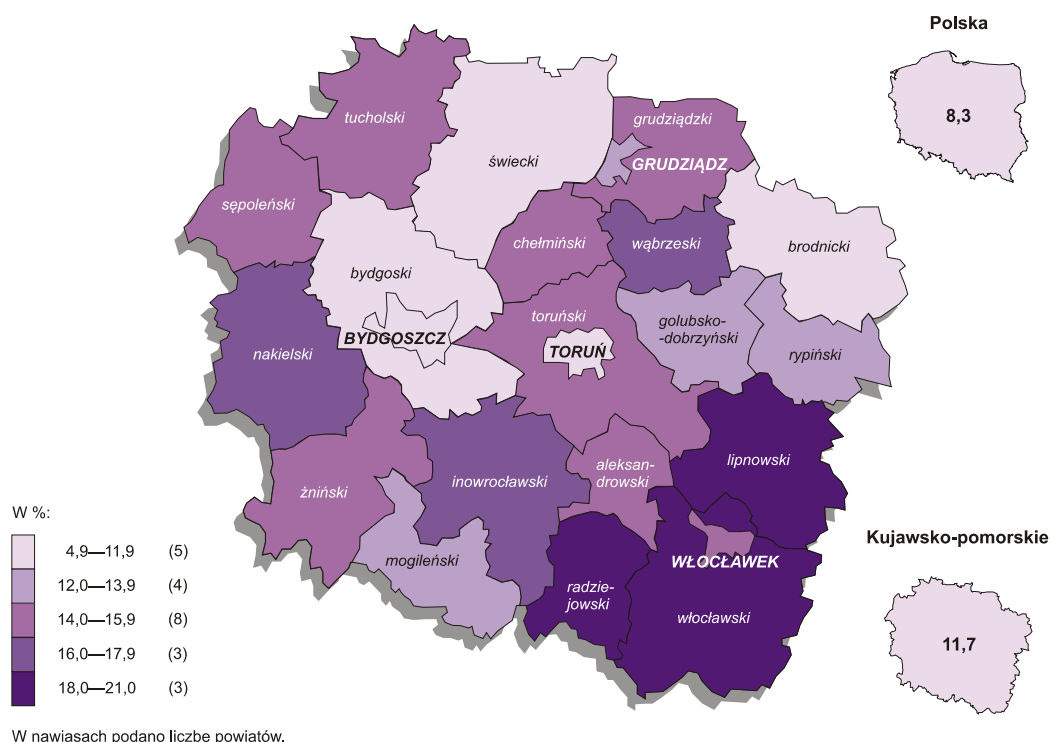 Polska
8,3
tucholski
grudziądzki
świecki
GRUDZIĄDZ
sępoleński
chełmiński
wąbrzeski
brodnicki
bydgoski
toruński
golubsko-
-dobrzyński
BYDGOSZCZ
TORUŃ
nakielski
rypiński
lipnowski
aleksan-
drowski
inowrocławski
żniński
mogileński
WŁOCŁAWEK
radzie-
jowski
włocławski
Kujawsko-pomorskie
11,7
W %:
4,9—11,9 (5)
12,0—13,9 (4)
14,0—15,9 (8)
16,0—17,9 (3)
18,0—21,0 (3)
W nawiasach podano liczbę powiatów.